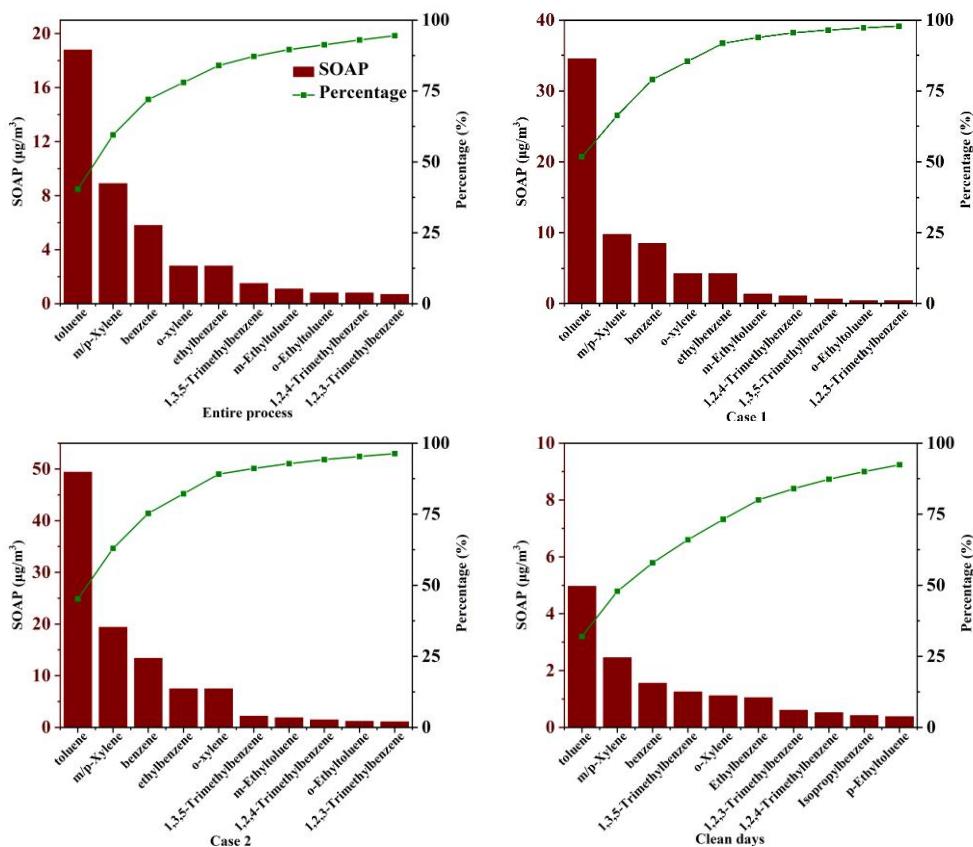 SOAP (μg/m³)
20
16
12
8
4
0
100
75
50
25
0
Percentage (%)
SOAP
Percentage
toluene
m/p-Xylene
benzene
o-xylene
ethylbenzene
1,3,5-Trimethylbenzene
m-Ethyltoluene
o-Ethyltoluene
1,2,4-Trimethylbenzene
1,2,3-Trimethylbenzene
Entire process
SOAP (μg/m³)
40
30
20
10
0
100
75
50
25
0
Percentage (%)
toluene
m/p-Xylene
benzene
o-xylene
ethylbenzene
m-Ethyltoluene
1,2,4-Trimethylbenzene
1,3,5-Trimethylbenzene
o-Ethyltoluene
1,2,3-Trimethylbenzene
Case 1
SOAP (μg/m³)
50
40
30
20
10
0
100
75
50
25
0
Percentage (%)
toluene
m/p-Xylene
benzene
ethylbenzene
o-xylene
1,3,5-Trimethylbenzene
m-Ethyltoluene
1,2,4-Trimethylbenzene
o-Ethyltoluene
1,2,3-Trimethylbenzene
Case 2
SOAP (μg/m³)
10
8
6
4
2
0
100
75
50
25
0
Percentage (%)
toluene
m/p-Xylene
benzene
1,3,5-Trimethylbenzene
o-Xylene
Ethylbenzene
1,2,3-Trimethylbenzene
1,2,4-Trimethylbenzene
Isopropylbenzene
p-Ethyltoluene
Clean days